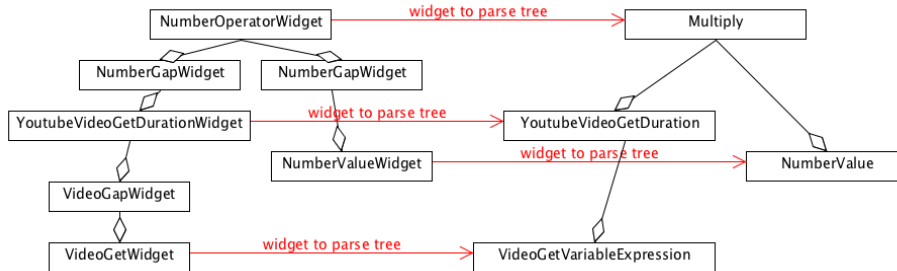 NumberOperatorWidget
widget to parse tree
Multiply
NumberGapWidget
NumberGapWidget
YoutubeVideoGetDurationWidget
widget to parse tree
YoutubeVideoGetDuration
NumberValueWidget
widget to parse tree
NumberValue
VideoGapWidget
VideoGetWidget
widget to parse tree
VideoGetVariableExpression